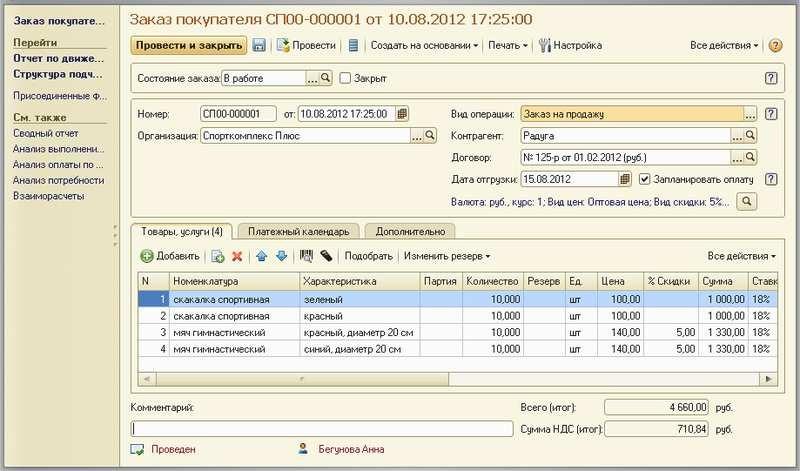 Заказ покупате...
Перейти
Отчет по движе...
Структура подч...
Присоединенные ф...
См. также
Сводный отчет
Анализ выполнени...
Анализ оплаты по ...
Анализ потребности
Взаиморасчеты
Заказ покупателя СП00-000001 от 10.08.2012 17:25:00
Провести и закрыть Провести Создать на основании Печать Настройка Все действия
Состояние заказа: В работе ... Закрыт
Номер: СП00-000001 от: 10.08.2012 17:25:00 Вид операции: Заказ на продажу ...
Организация: Спорткомплекс Плюс ... Контрагент: Радуга ...
Договор: № 125-р от 01.02.2012 (руб.) ...
Дата отгрузки: 15.08.2012 Запланировать оплату
Валюта: руб., курс: 1; Вид цен: Оптовая цена; Вид скидки: 5%...
Товары, услуги (4) Платежный календарь Дополнительно
Добавить Подобрать Изменить резерв Все действия
N Номенклатура Характеристика Партия Количество Резерв Ед. Цена % Скидки Сумма Ставк
1 скакалка спортивная зеленый 10,000 шт 100,00 1 000,00 18%
2 скакалка спортивная красный 10,000 шт 100,00 1 000,00 18%
3 мяч гимнастический красный, диаметр 20 см 10,000 шт 140,00 5,00 1 330,00 18%
4 мяч гимнастический синий, диаметр 20 см 10,000 шт 140,00 5,00 1 330,00 18%
Комментарий: Всего (итог): 4 660,00 руб.
Сумма НДС (итог): 710,84 руб.
Проведен Бегунова Анна